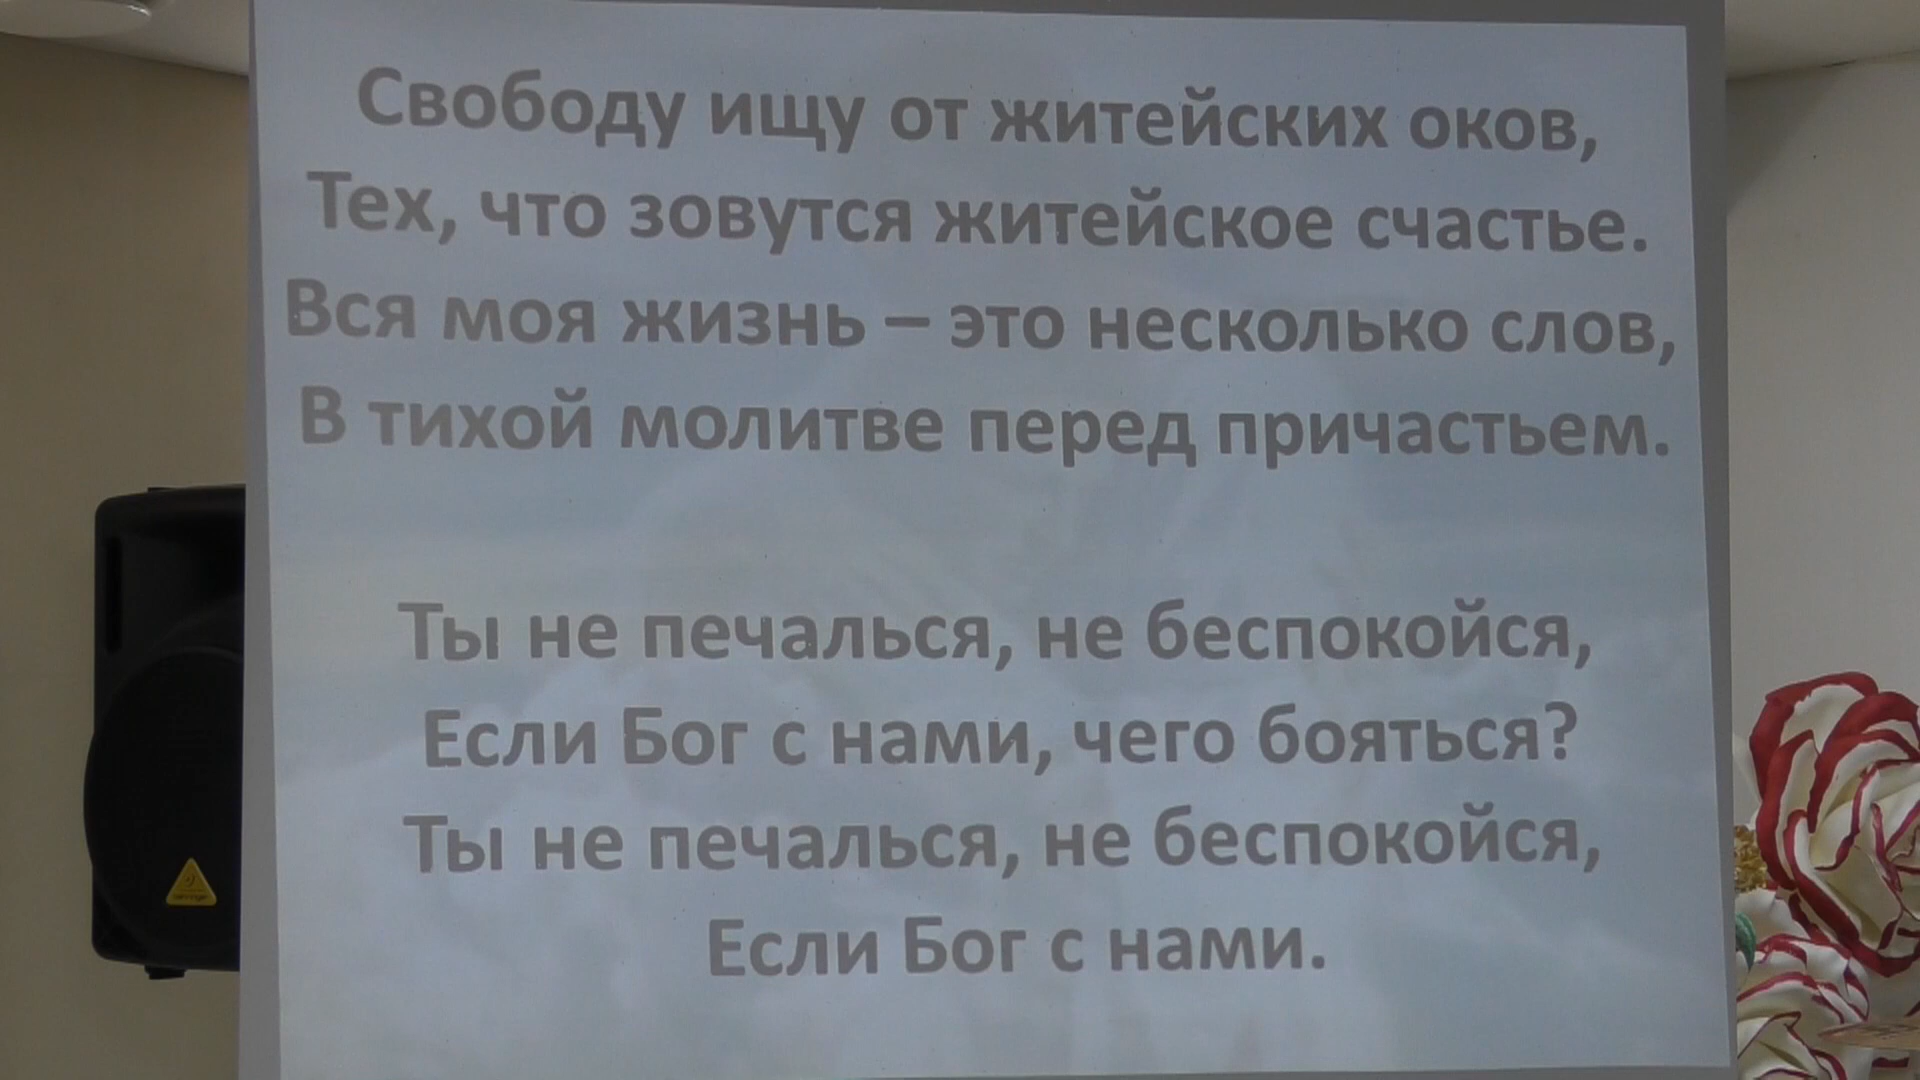 Свободу ищу от житейских оков,
Тех, что зовутся житейское счастье.
Вся моя жизнь – это несколько слов,
В тихой молитве перед причастьем.
Ты не печалься, не беспокойся,
Если Бог с нами, чего бояться?
Ты не печалься, не беспокойся,
Если Бог с нами.